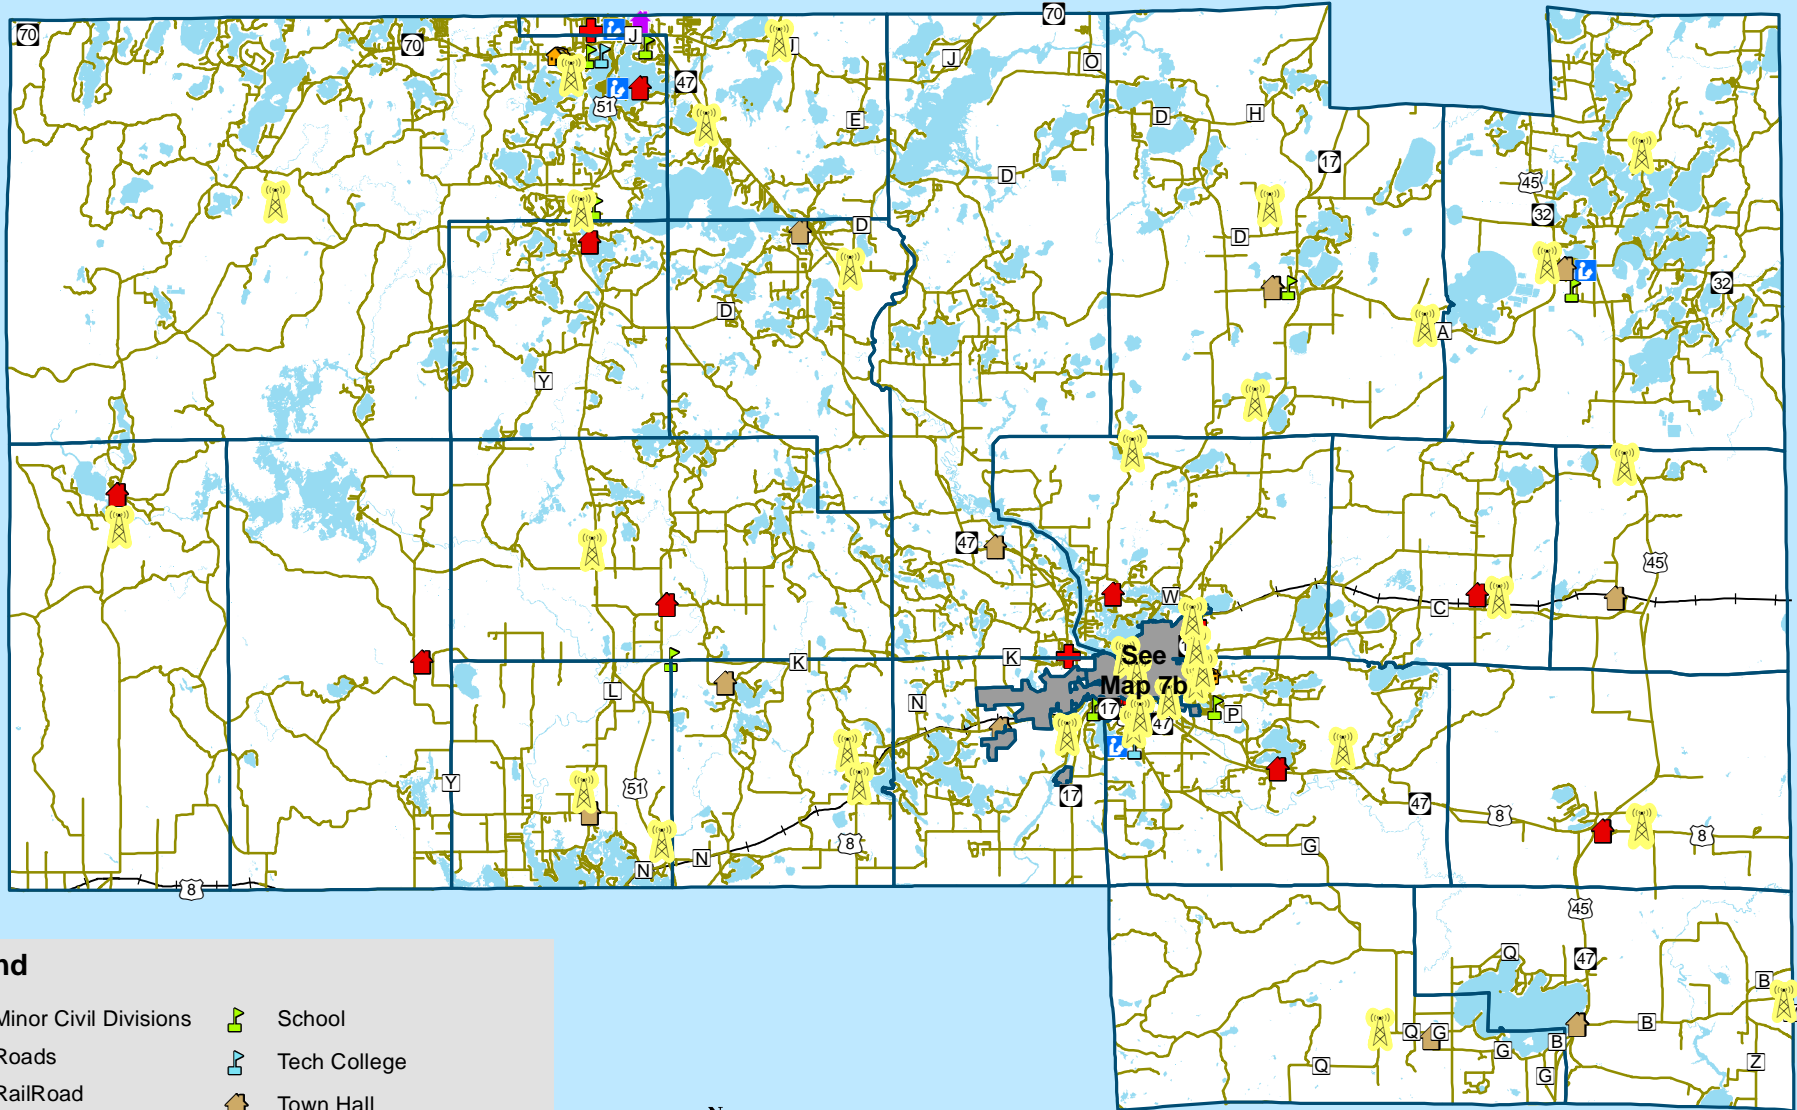 70
70
70
J
J
J
O
47
51
E
D
H
17
D
45
32
D
D
32
D
A
Y
47
45
W
C
K
K
See
Map 7b
L
N
17
47
P
Y
51
17
47
8
8
8
N
N
G
8
45
Q
47
B
Q
G
B
B
G
Q
G
Z
nd
Minor Civil Divisions
School
Roads
Tech College
RailRoad
Town Hall
N